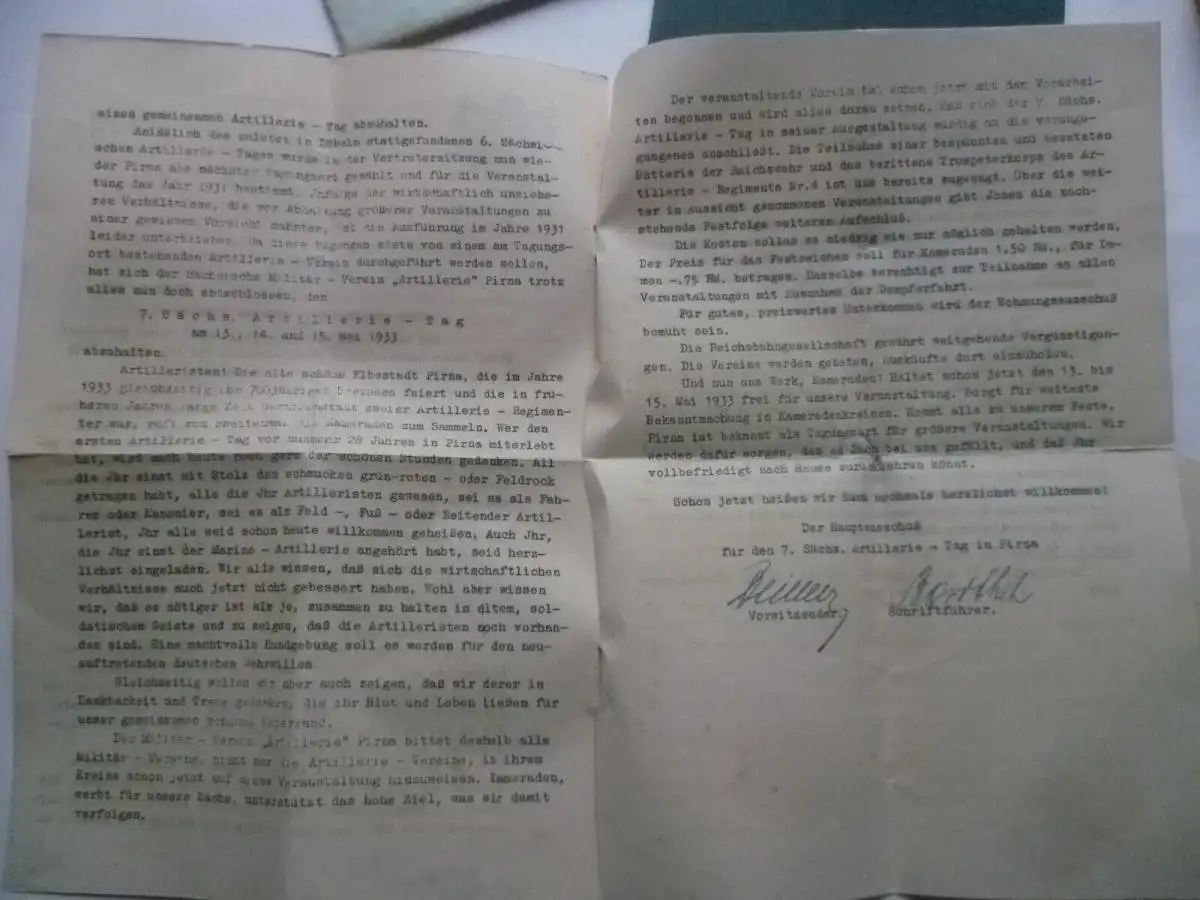 einen gemeinsamen Artillerie - Tag abzuhalten.
Anläßlich des zuletzt in Döbeln stattgefundenen 6. Sächsi-
schen Artillerie - Tages wurde in der Vertretersitzung nun wie-
der Pirna als nächster Tagungsort gewählt und für die Veranstal-
tung das Jahr 1931 bestimmt. Infolge der wirtschaftlich unsiche-
ren Verhältnisse, die vor Abhaltung größerer Veranstaltungen zu
einer gewissen Vorsicht mahnten, ist die Ausführung im Jahre 1931
leider unterblieben. Da diese Tagungen stets von einem am Tagungs-
ort bestehenden Artillerie - Verein durchgeführt werden sollen,
hat sich der Sächsische Militär - Verein „Artillerie" Pirna trotz
alles nun doch entschlossen, den
7. Sächs. Artillerie - Tag
am 13., 14. und 15. Mai 1933
abzuhalten.
Artilleristen! Die alte schöne Elbestadt Pirna, die im Jahre
1933 gleichzeitig ihr 700jähriges Bestehen feiert und die in frü-
heren Jahren lange Zeit Garnisonstadt zweier Artillerie - Regimen-
ter war, ruft zum zweitenmal die Kameraden zum Sammeln. Wer den
ersten Artillerie - Tag vor nunmehr 28 Jahren in Pirna miterlebt
hat, wird auch heute noch gern der schönen Stunden gedenken. All
die Jhr einst mit Stolz den schmucken grün-roten - oder Feldrock
getragen habt, alle die Jhr Artilleristen gewesen, sei es als Fah-
rer oder Kanonier, sei es als Feld -, Fuß - oder Reitender Artil-
lerist, Jhr alle seid schon heute willkommen geheißen. Auch Jhr,
die Jhr einst der Marine - Artillerie angehört habt, seid herz-
lichst eingeladen. Wir alle wissen, daß sich die wirtschaftlichen
Verhältnisse auch jetzt nicht gebessert haben. Wohl aber wissen
wir, daß es nötiger ist als je, zusammen zu halten in altem, sol-
datischem Geiste und zu zeigen, daß die Artilleristen noch vorhan-
den sind. Eine machtvolle Kundgebung soll es werden für den neu-
auftretenden deutschen Wehrwillen
Gleichzeitig wollen wir aber auch zeigen, daß wir derer in
Dankbarkeit und Treue gedenken, die ihr Blut und Leben ließen für
unser gemeinsames schönes Vaterland.
Der Militär - Verein „Artillerie" Pirna bittet deshalb alle
Militär - Vereine, nicht nur die Artillerie - Vereine, in ihrem
Kreise schon jetzt auf diese Veranstaltung hinzuweisen. Kameraden,
werbt für unsere Sache, unterstützt das hohe Ziel, was wir damit
verfolgen.
Der veranstaltende Verein hat schon jetzt mit den Vorarbei-
ten begonnen und wird alles daran setzen, daß sich der 7. Sächs.
Artillerie - Tag in seiner Ausgestaltung würdig an die vorange-
gangenen anschließt. Die Teilnahme einer bespannten und berittenen
Batterie der Reichswehr und das berittene Trompeterkorps des Ar-
tillerie - Regiments Nr.4 ist uns bereits zugesagt. Über die wei-
ter in Aussicht genommenen Veranstaltungen gibt Jhnen die nach-
stehende Festfolge weiteren Aufschluß.
Die Kosten sollen so niedrig wie nur möglich gehalten werden.
Der Preis für das Festzeichen soll für Kameraden 1.50 RM., für Da-
men -.75 RM. betragen. Dasselbe berechtigt zur Teilnahme an allen
Veranstaltungen mit Ausnahme der Dampferfahrt.
Für gutes, preiswertes Unterkommen wird der Wohnungsausschuß
bemüht sein.
Die Reichsbahngesellschaft gewährt weitgehende Vergünstigun-
gen. Die Vereine werden gebeten, Auskünfte dort einzuholen.
Und nun ans Werk, Kameraden! Haltet schon jetzt den 13. bis
15. Mai 1933 frei für unsere Veranstaltung. Sorgt für weiteste
Bekanntmachung in Kameradenkreisen. Kommt alle zu unserem Feste.
Pirna ist bekannt als Tagungsort für größere Veranstaltungen. Wir
werden dafür sorgen, daß es Euch bei uns gefällt, und daß Jhr
vollbefriedigt nach Hause zurückkehren könnt.
Schon jetzt heißen wir Euch nochmals herzlichst willkommen!
Der Hauptausschuß
für den 7. Sächs. Artillerie - Tag in Pirna
Vorsitzender.
Schriftführer.